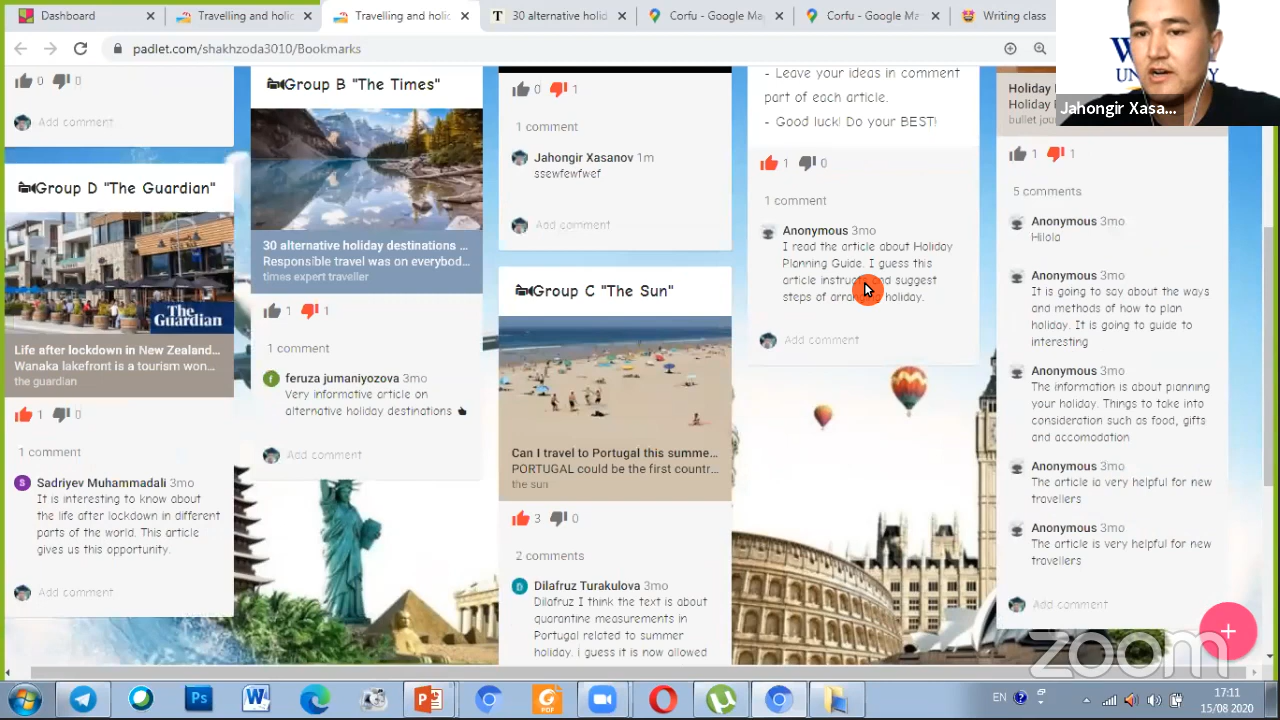 Dashboard
Travelling and holic
Travelling and holic
30 alternative holid
Corfu - Google Ma
Corfu - Google Ma
Writing class
padlet.com/shakhzoda3010/Bookmarks
Jahongir Xasa...
0 0
Add comment
Group D "The Guardian"
The Guardian
Life after lockdown in New Zealand...
Wanaka lakefront is a tourism won...
the guardian
1 0
1 comment
Sadriyev Muhammadali 3mo
It is interesting to know about
the life after lockdown in different
parts of the world. This article
gives us this opportunity.
Add comment
Group B "The Times"
30 alternative holiday destinations ...
Responsible travel was on everybod...
times expert traveller
1 1
1 comment
feruza jumaniyozova 3mo
Very informative article on
alternative holiday destinations
Add comment
0 1
1 comment
Jahongir Xasanov 1m
ssewfewfwef
Add comment
Group C "The Sun"
Can I travel to Portugal this summe...
PORTUGAL could be the first countr...
the sun
3 0
2 comments
Dilafruz Turakulova 3mo
Dilafruz I think the text is about
quarantine measurements in
Portugal related to summer
holiday. i guess it is now allowed
- Leave your ideas in comment
part of each article.
- Good luck! Do your BEST!
1 0
1 comment
Anonymous 3mo
I read the article about Holiday
Planning Guide. I guess this
article suggest
steps of holiday.
Add comment
Holiday
Holiday
bullet jou
1 1
5 comments
Anonymous 3mo
Hilola
Anonymous 3mo
It is going to say about the ways
and methods of how to plan
holiday. It is going to guide to
interesting
Anonymous 3mo
The information is about planning
your holiday. Things to take into
consideration such as food, gifts
and accomodation
Anonymous 3mo
The article is very helpful for new
travellers
Anonymous 3mo
The article is very helpful for new
travellers
Add comment
zoom
EN
17:11
15/08 2020